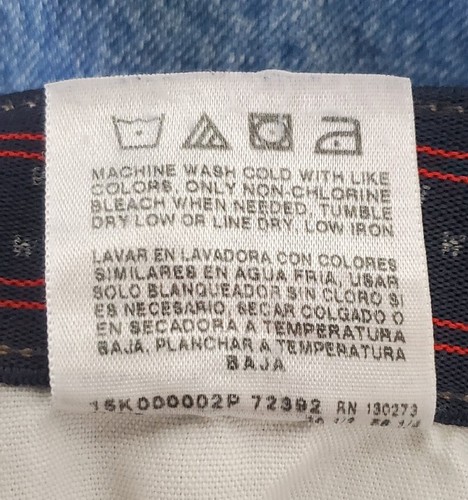 MACHINE WASH COLD WITH LIKE
COLORS, ONLY NON-CHLORINE
BLEACH WHEN NEEDED, TUMBLE
DRY LOW OR LINE DRY, LOW IRON
LAVAR EN LAVADORA CON COLORES
SIMILARES EN AGUA FRIA, USAR
SOLO BLANQUEADOR SIN CLORO SI
ES NECESARIO, SECAR COLGADO O
EN SECADORA A TEMPERATURA
BAJA, PLANCHAR A TEMPERATURA
BAJA
15K000002P 72392 RN 130273